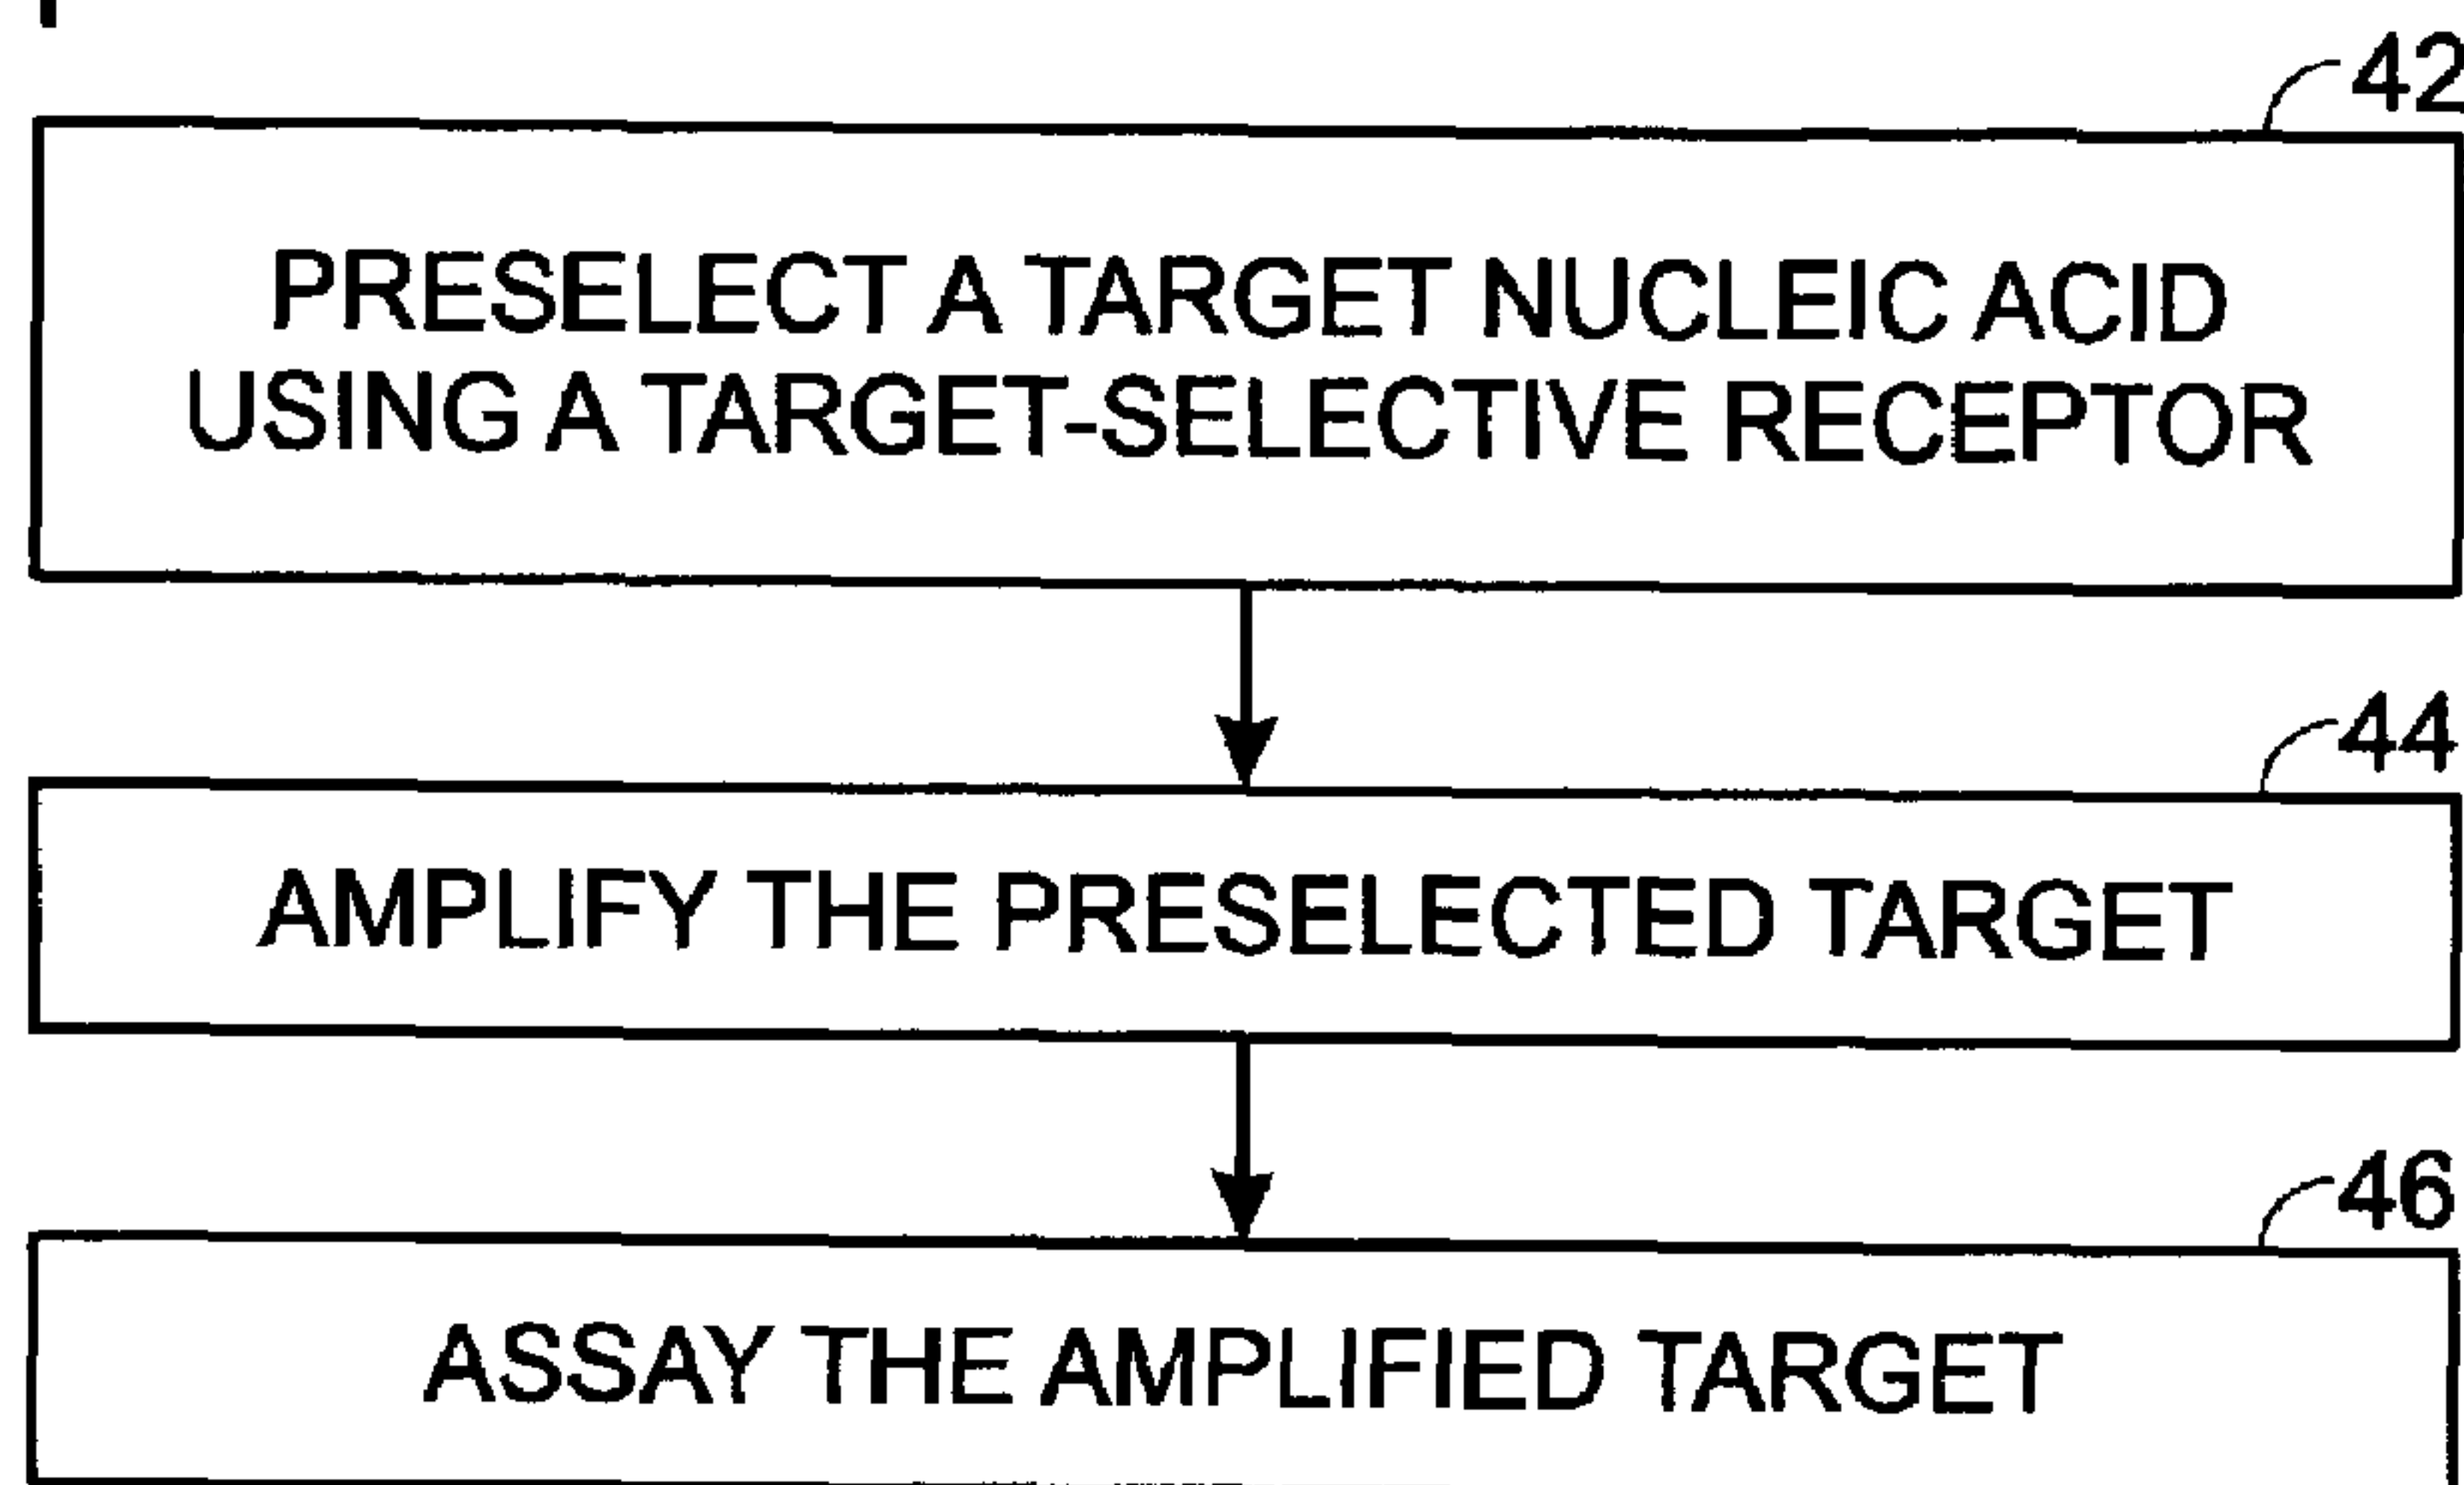 42
PRESELECT A TARGET NUCLEIC ACID
USING A TARGET-SELECTIVE RECEPTOR
44
AMPLIFY THE PRESELECTED TARGET
46
ASSAY THE AMPLIFIED TARGET